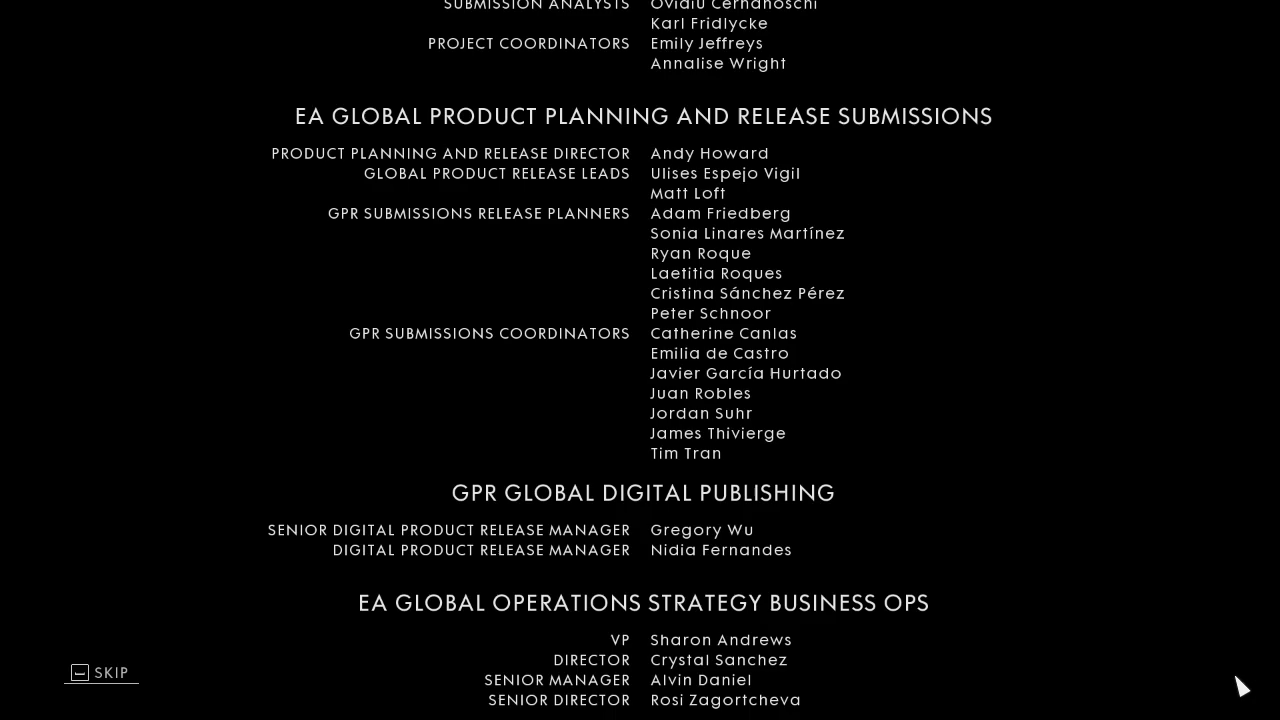 SUBMISSION ANALYSTS Ovidiu Cernahoschi
Karl Fridlycke
PROJECT COORDINATORS Emily Jeffreys
Annalise Wright
EA GLOBAL PRODUCT PLANNING AND RELEASE SUBMISSIONS
PRODUCT PLANNING AND RELEASE DIRECTOR Andy Howard
GLOBAL PRODUCT RELEASE LEADS Ulises Espejo Vigil
Matt Loft
GPR SUBMISSIONS RELEASE PLANNERS Adam Friedberg
Sonia Linares Martínez
Ryan Roque
Laetitia Roques
Cristina Sánchez Pérez
Peter Schnoor
GPR SUBMISSIONS COORDINATORS Catherine Canlas
Emilia de Castro
Javier García Hurtado
Juan Robles
Jordan Suhr
James Thivierge
Tim Tran
GPR GLOBAL DIGITAL PUBLISHING
SENIOR DIGITAL PRODUCT RELEASE MANAGER Gregory Wu
DIGITAL PRODUCT RELEASE MANAGER Nidia Fernandes
EA GLOBAL OPERATIONS STRATEGY BUSINESS OPS
VP Sharon Andrews
DIRECTOR Crystal Sanchez
SENIOR MANAGER Alvin Daniel
SENIOR DIRECTOR Rosi Zagortcheva
SKIP